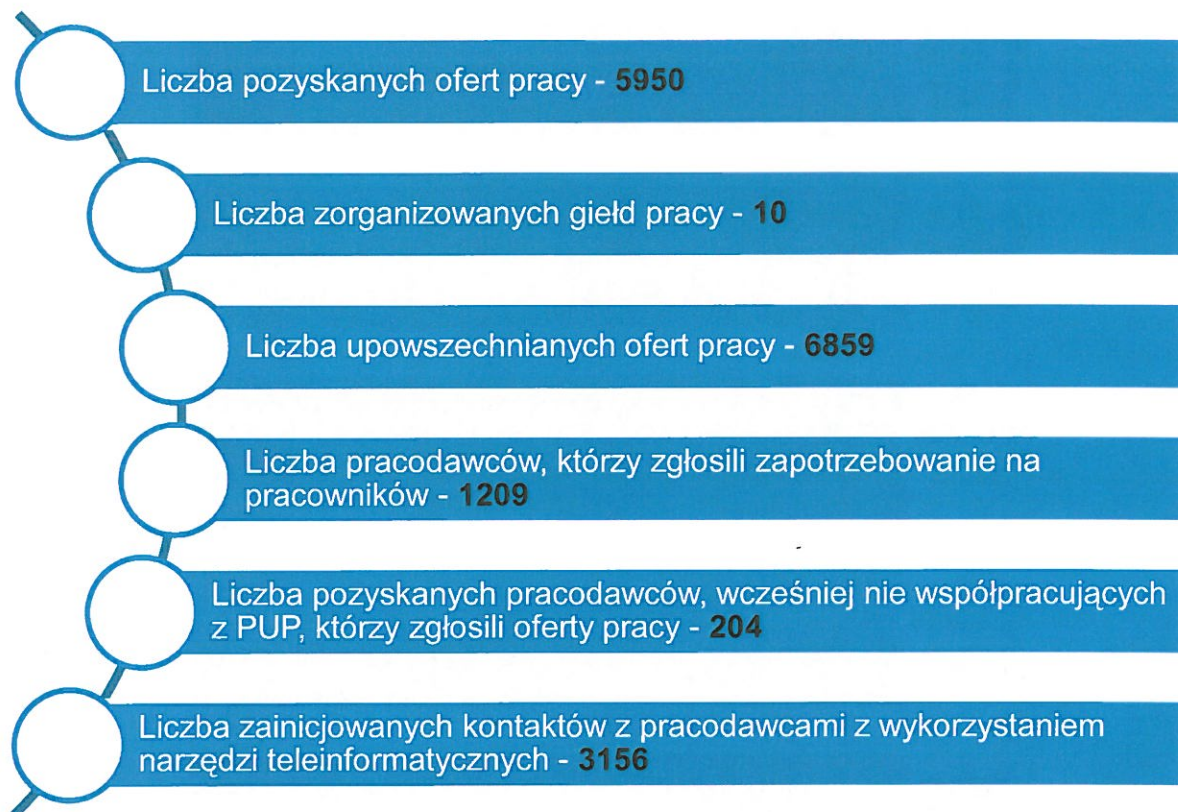 Liczba pozyskanych ofert pracy - 5950
Liczba zorganizowanych giełd pracy - 10
Liczba upowszechnianych ofert pracy - 6859
Liczba pracodawców, którzy zgłosili zapotrzebowanie na
pracowników - 1209
Liczba pozyskanych pracodawców, wcześniej nie współpracujących
z PUP, którzy zgłosili oferty pracy - 204
Liczba zainicjowanych kontaktów z pracodawcami z wykorzystaniem
narzędzi teleinformatycznych - 3156